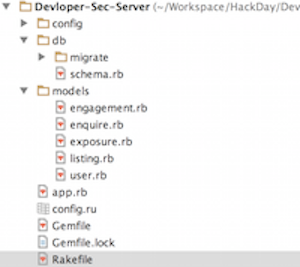 Devloper-Sec-Server (~/Workspace/HackDay/Dev
config
db
migrate
schema.rb
models
engagement.rb
enquire.rb
exposure.rb
listing.rb
user.rb
app.rb
config.ru
Gemfile
Gemfile.lock
Rakefile